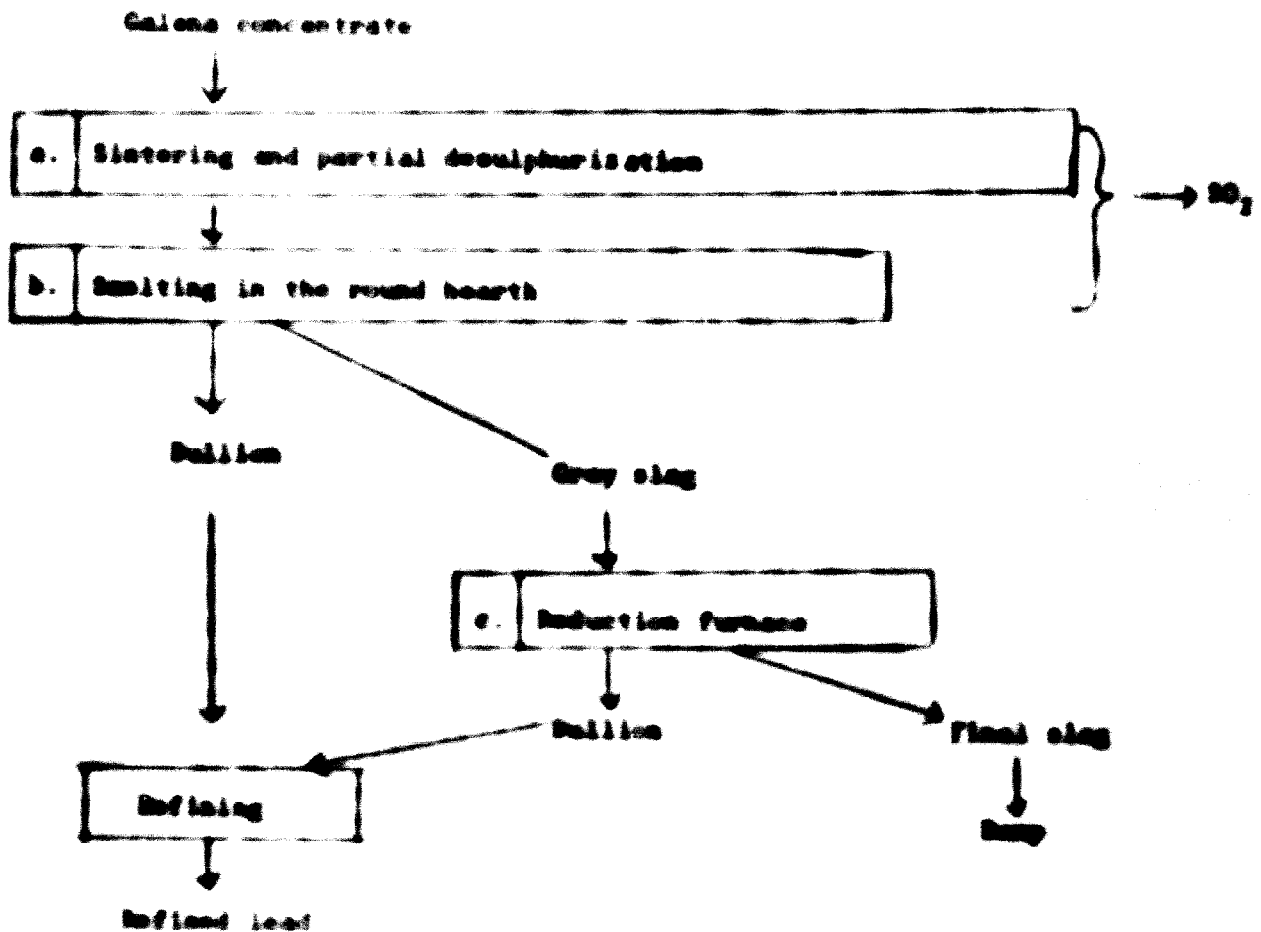 Galena concentrate
a. Sintering and partial desulphurisation
SO2
b. Smelting in the round hearth
Bullion
Grey slag
c. Reduction furnace
Bullion
Final slag
Refining
Dump
Refined lead